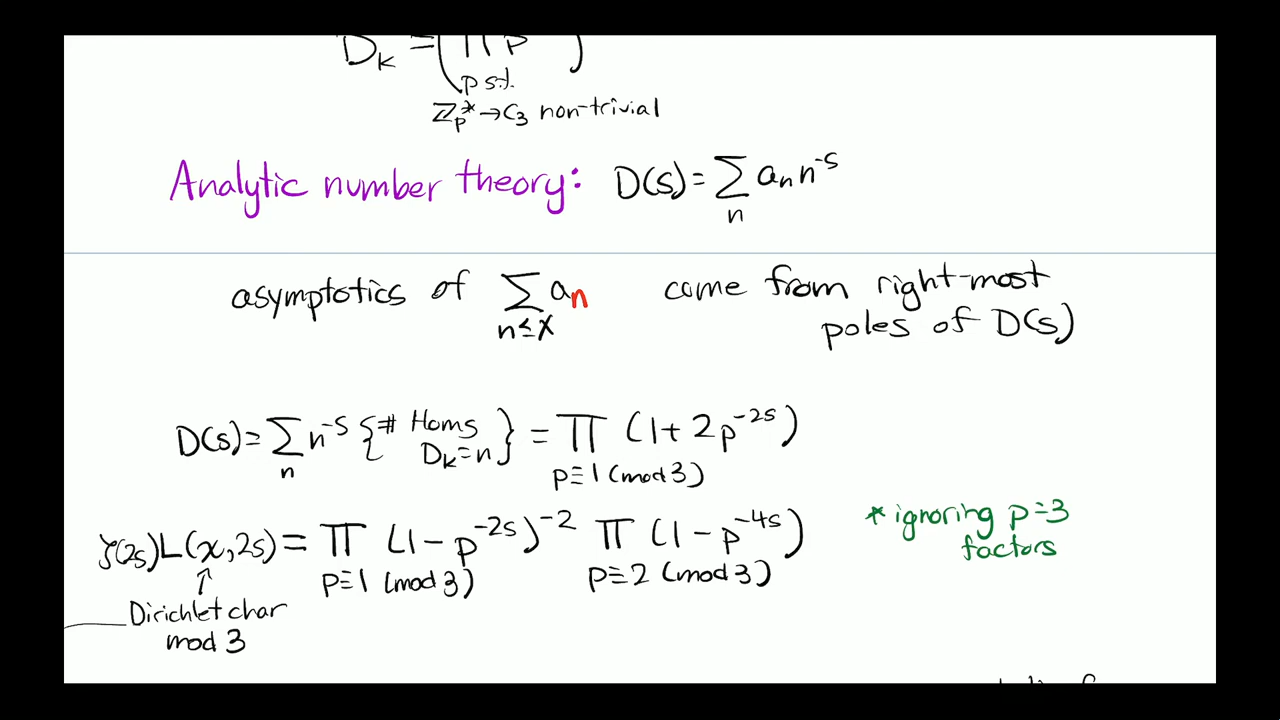 D_K = (∏ p
p s.t.
ℤ_p^* → C_3 non-trivial
Analytic number theory: D(s) = ∑_n a_n n^{-s}
asymptotics of ∑_{n≤X} a_n come from right-most
poles of D(s)
D(s) = ∑_n n^{-s} {# Homs D_K = n} = ∏_{p≡1 (mod 3)} (1 + 2p^{-2s})
ζ(2s)L(χ,2s) = ∏_{p≡1 (mod 3)} (1 - p^{-2s})^{-2} ∏_{p≡2 (mod 3)} (1 - p^{-4s})
* ignoring p=3
factors
↑
Dirichlet char
mod 3